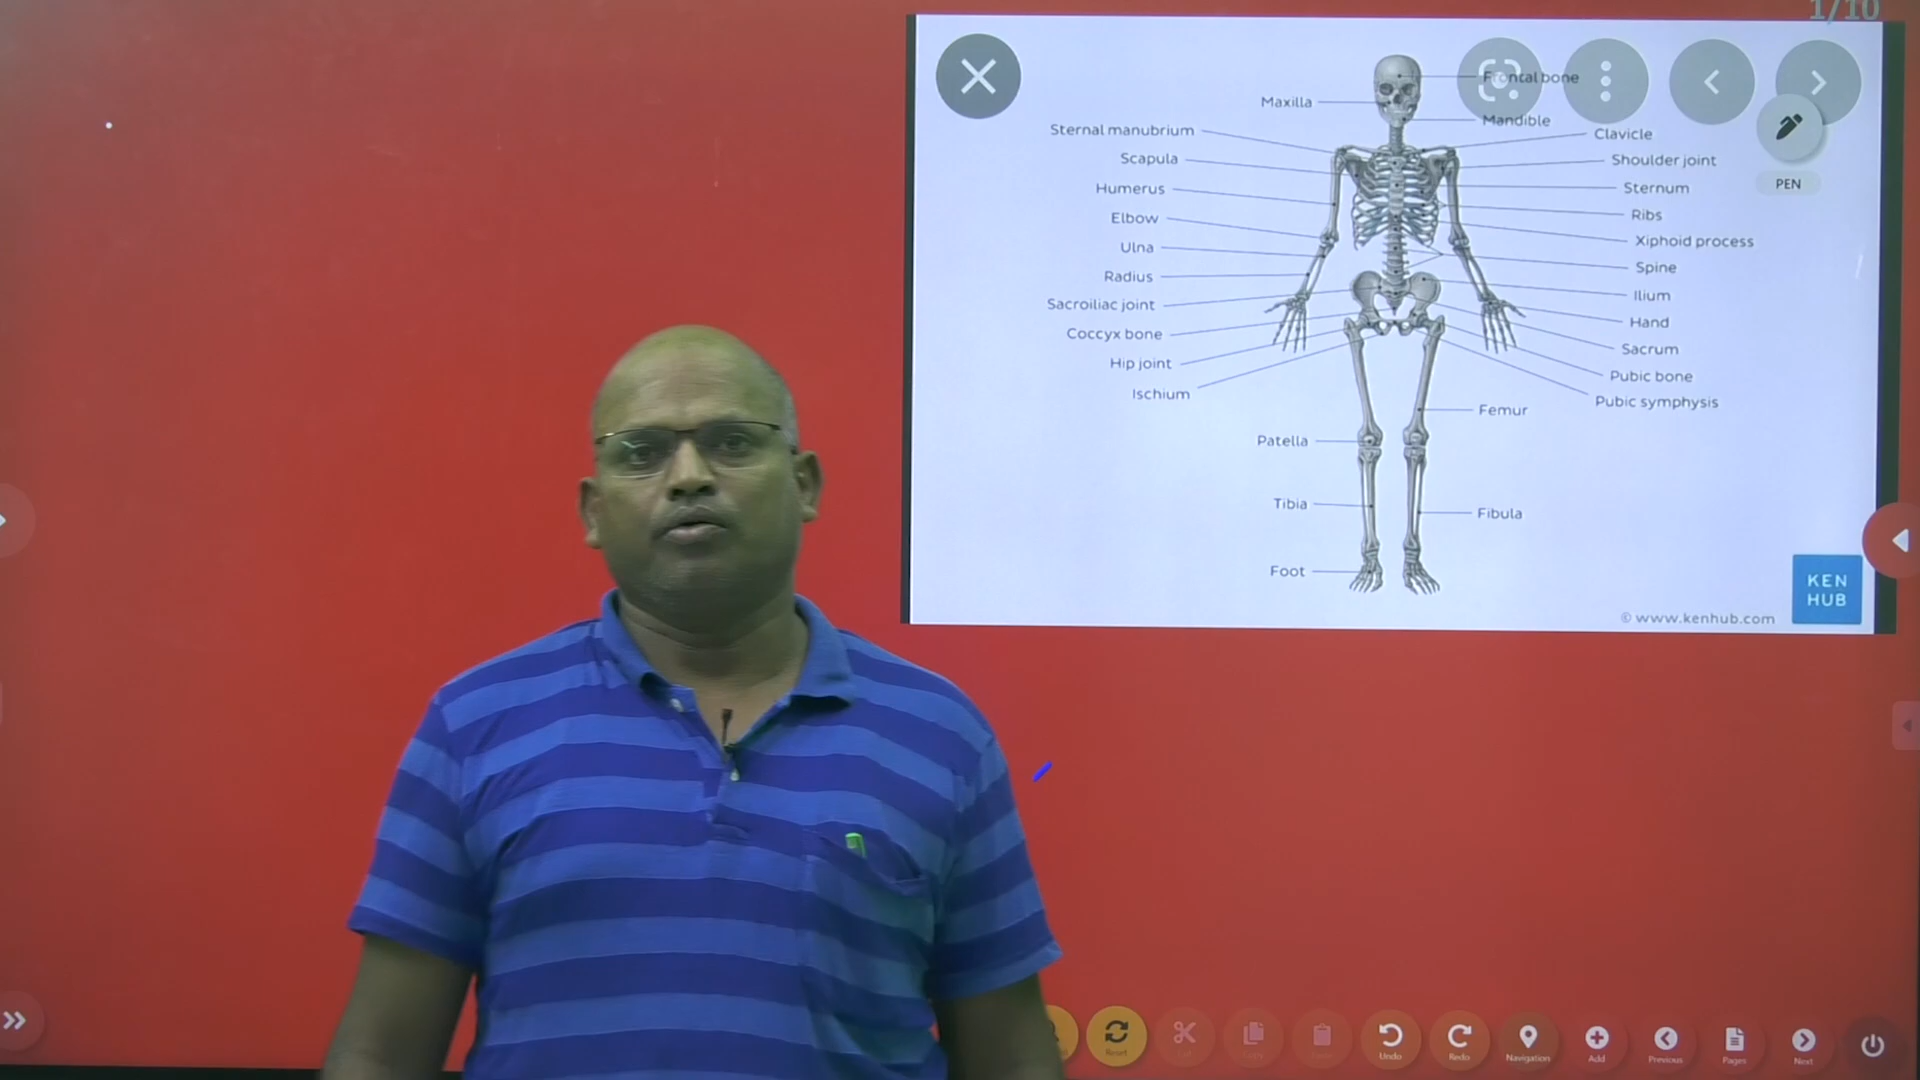 1/10
Frontal bone
Maxilla
Mandible
Sternal manubrium
Clavicle
Scapula
Shoulder joint
PEN
Humerus
Sternum
Elbow
Ribs
Ulna
Xiphoid process
Radius
Spine
Sacroiliac joint
Ilium
Coccyx bone
Hand
Hip joint
Sacrum
Ischium
Pubic bone
Pubic symphysis
Femur
Patella
Tibia
Fibula
Foot
KEN
HUB
© www.kenhub.com
Reset
Undo
Redo
Navigation
Add
Previous
Pages
Next